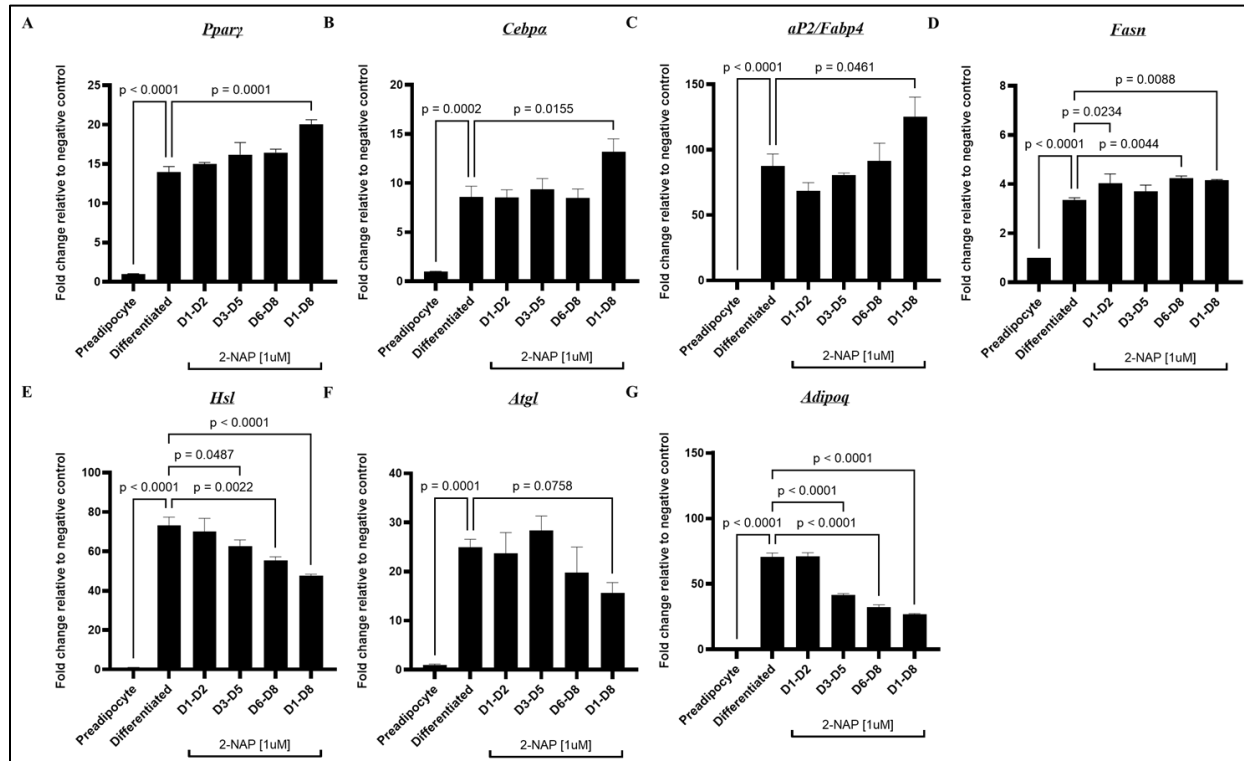 A
Pparγ
Fold change relative to negative control
25
20
15
10
5
0
p < 0.0001
p = 0.0001
Preadipocyte
Differentiated
D1-D2
D3-D5
D6-D8
D1-D8
2-NAP [1uM]
B
Cebpα
Fold change relative to negative control
20
15
10
5
0
p = 0.0002
p = 0.0155
Preadipocyte
Differentiated
D1-D2
D3-D5
D6-D8
D1-D8
2-NAP [1uM]
C
aP2/Fabp4
Fold change relative to negative control
150
100
50
0
p < 0.0001
p = 0.0461
Preadipocyte
Differentiated
D1-D2
D3-D5
D6-D8
D1-D8
2-NAP [1uM]
D
Fasn
Fold change relative to negative control
8
6
4
2
0
p = 0.0088
p = 0.0234
p < 0.0001
p = 0.0044
Preadipocyte
Differentiated
D1-D2
D3-D5
D6-D8
D1-D8
2-NAP [1uM]
E
Hsl
Fold change relative to negative control
100
80
60
40
20
0
p < 0.0001
p = 0.0487
p < 0.0001
p = 0.0022
Preadipocyte
Differentiated
D1-D2
D3-D5
D6-D8
D1-D8
2-NAP [1uM]
F
Atgl
Fold change relative to negative control
40
30
20
10
0
p = 0.0001
p = 0.0758
Preadipocyte
Differentiated
D1-D2
D3-D5
D6-D8
D1-D8
2-NAP [1uM]
G
Adipoq
Fold change relative to negative control
150
100
50
0
p < 0.0001
p < 0.0001
p < 0.0001
p < 0.0001
Preadipocyte
Differentiated
D1-D2
D3-D5
D6-D8
D1-D8
2-NAP [1uM]